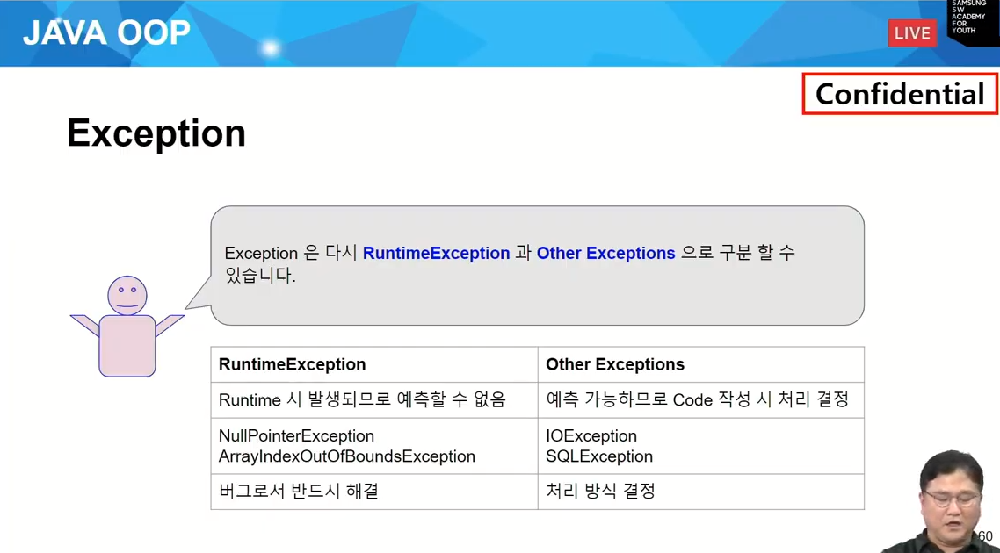 JAVA OOP
LIVE
SAMSUNG
SW
ACADEMY
FOR
YOUTH
Confidential
Exception
Exception 은 다시 RuntimeException 과 Other Exceptions 으로 구분 할 수
있습니다.
RuntimeException
Other Exceptions
Runtime 시 발생되므로 예측할 수 없음
예측 가능하므로 Code 작성 시 처리 결정
NullPointerException
ArrayIndexOutOfBoundsException
IOException
SQLException
버그로서 반드시 해결
처리 방식 결정
60